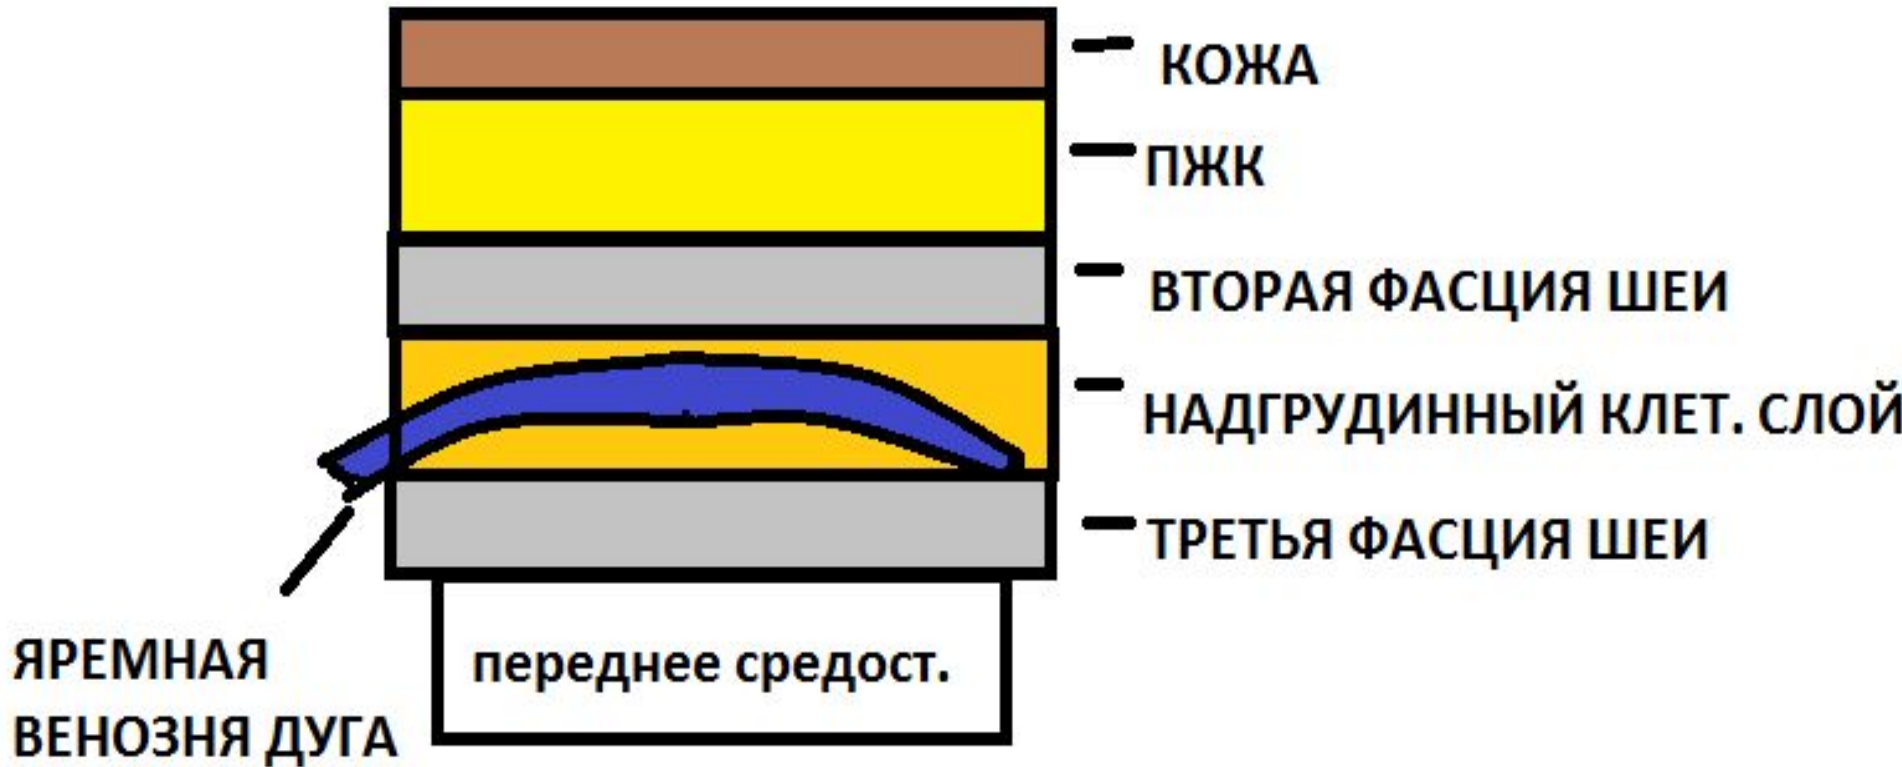 КОЖА
ПЖК
ВТОРАЯ ФАСЦИЯ ШЕИ
НАДГРУДИННЫЙ КЛЕТ. СЛОЙ
ТРЕТЬЯ ФАСЦИЯ ШЕИ
ЯРЕМНАЯ
ВЕНОЗНЯ ДУГА
переднее средост.